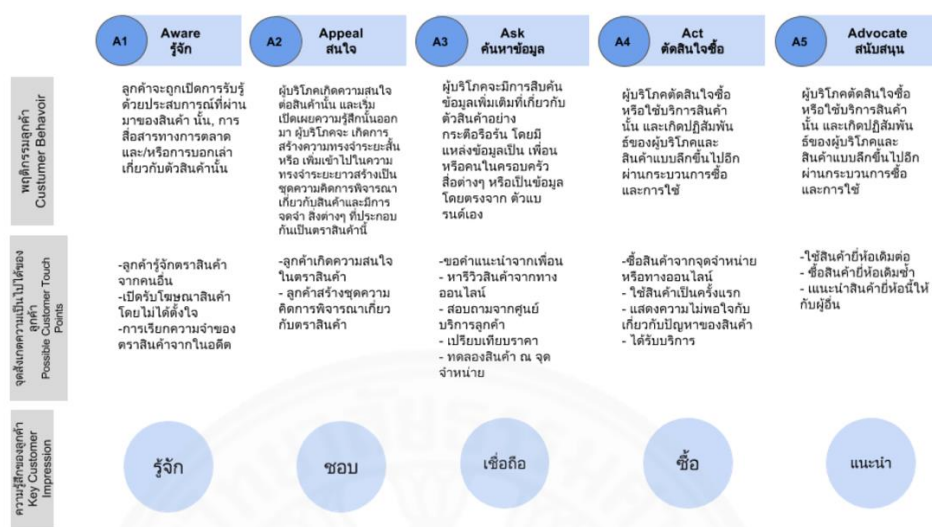 A1
Aware
รู้จัก
A2
Appeal
สนใจ
A3
Ask
ค้นหาข้อมูล
A4
Act
ตัดสินใจซื้อ
A5
Advocate
สนับสนุน
พฤติกรรมลูกค้า
Custumer Behavoir
ลูกค้าจะถูกเปิดการรับรู้
ด้วยประสบการณ์ที่ผ่าน
มาของสินค้า นั้น, การ
สื่อสารทางการตลาด
และ/หรือการบอกเล่า
เกี่ยวกับตัวสินค้านั้น
ผู้บริโภคเกิดความสนใจ
ต่อสินค้านั้น และเริ่ม
เปิดเผยความรู้สึกนั้นออก
มา ผู้บริโภคจะ เกิดการ
สร้างความทรงจำระยะสั้น
หรือ เพิ่มเข้าไปในความ
ทรงจำระยะยาวสร้างเป็น
ชุดความคิดการพิจารณา
เกี่ยวกับสินค้าและมีการ
จดจำ สิ่งต่างๆ ที่ประกอบ
กันเป็นตราสินค้านี้
ผู้บริโภคจะมีการสืบค้น
ข้อมูลเพิ่มเติมที่เกี่ยวกับ
ตัวสินค้าอย่าง
กระตือรือร้น โดยมี
แหล่งข้อมูลเป็น เพื่อน
หรือคนในครอบครัว
สื่อต่างๆ หรือเป็นข้อมูล
โดยตรงจาก ตัวแบ
รนด์เอง
ผู้บริโภคตัดสินใจซื้อ
หรือใช้บริการสินค้า
นั้น และเกิดปฏิสัมพัน
ธ์ของผู้บริโภคและ
สินค้าแบบลึกขึ้นไปอีก
ผ่านกระบวนการซื้อ
และการใช้
ผู้บริโภคตัดสินใจซื้อ
หรือใช้บริการสินค้า
นั้น และเกิดปฏิสัมพัน
ธ์ของผู้บริโภคและ
สินค้าแบบลึกขึ้นไปอีก
ผ่านกระบวนการซื้อ
และการใช้
จุดสังเกตความเป็นไปได้ของ
ลูกค้า
Possible Customer Touch
Points
-ลูกค้ารู้จักตราสินค้า
จากคนอื่น
-เปิดรับโฆษณาสินค้า
โดยไม่ได้ตั้งใจ
-การเรียกความจำของ
ตราสินค้าจากในอดีต
-ลูกค้าเกิดความสนใจ
ในตราสินค้า
- ลูกค้าสร้างชุดความ
คิดการพิจารณาเกี่ยว
กับตราสินค้า
-ขอคำแนะนำจากเพื่อน
- หารีวิวสินค้าจากทาง
ออนไลน์
- สอบถามจากศูนย์
บริการลูกค้า
- เปรียบเทียบราคา
- ทดลองสินค้า ณ จุด
จำหน่าย
-ซื้อสินค้าจากจุดจำหน่าย
หรือทางออนไลน์
- ใช้สินค้าเป็นครั้งแรก
- แสดงความไม่พอใจกับ
เกี่ยวกับปัญหาของสินค้า
- ได้รับบริการ
-ใช้สินค้ายี่ห้อเดิมต่อ
- ซื้อสินค้ายี่ห้อเดิมซ้ำ
- แนะนำสินค้ายี่ห้อนี้ให้
กับผู้อื่น
ความรู้สึกของลูกค้า
Key Customer
Impression
รู้จัก
ชอบ
เชื่อถือ
ซื้อ
แนะนำ